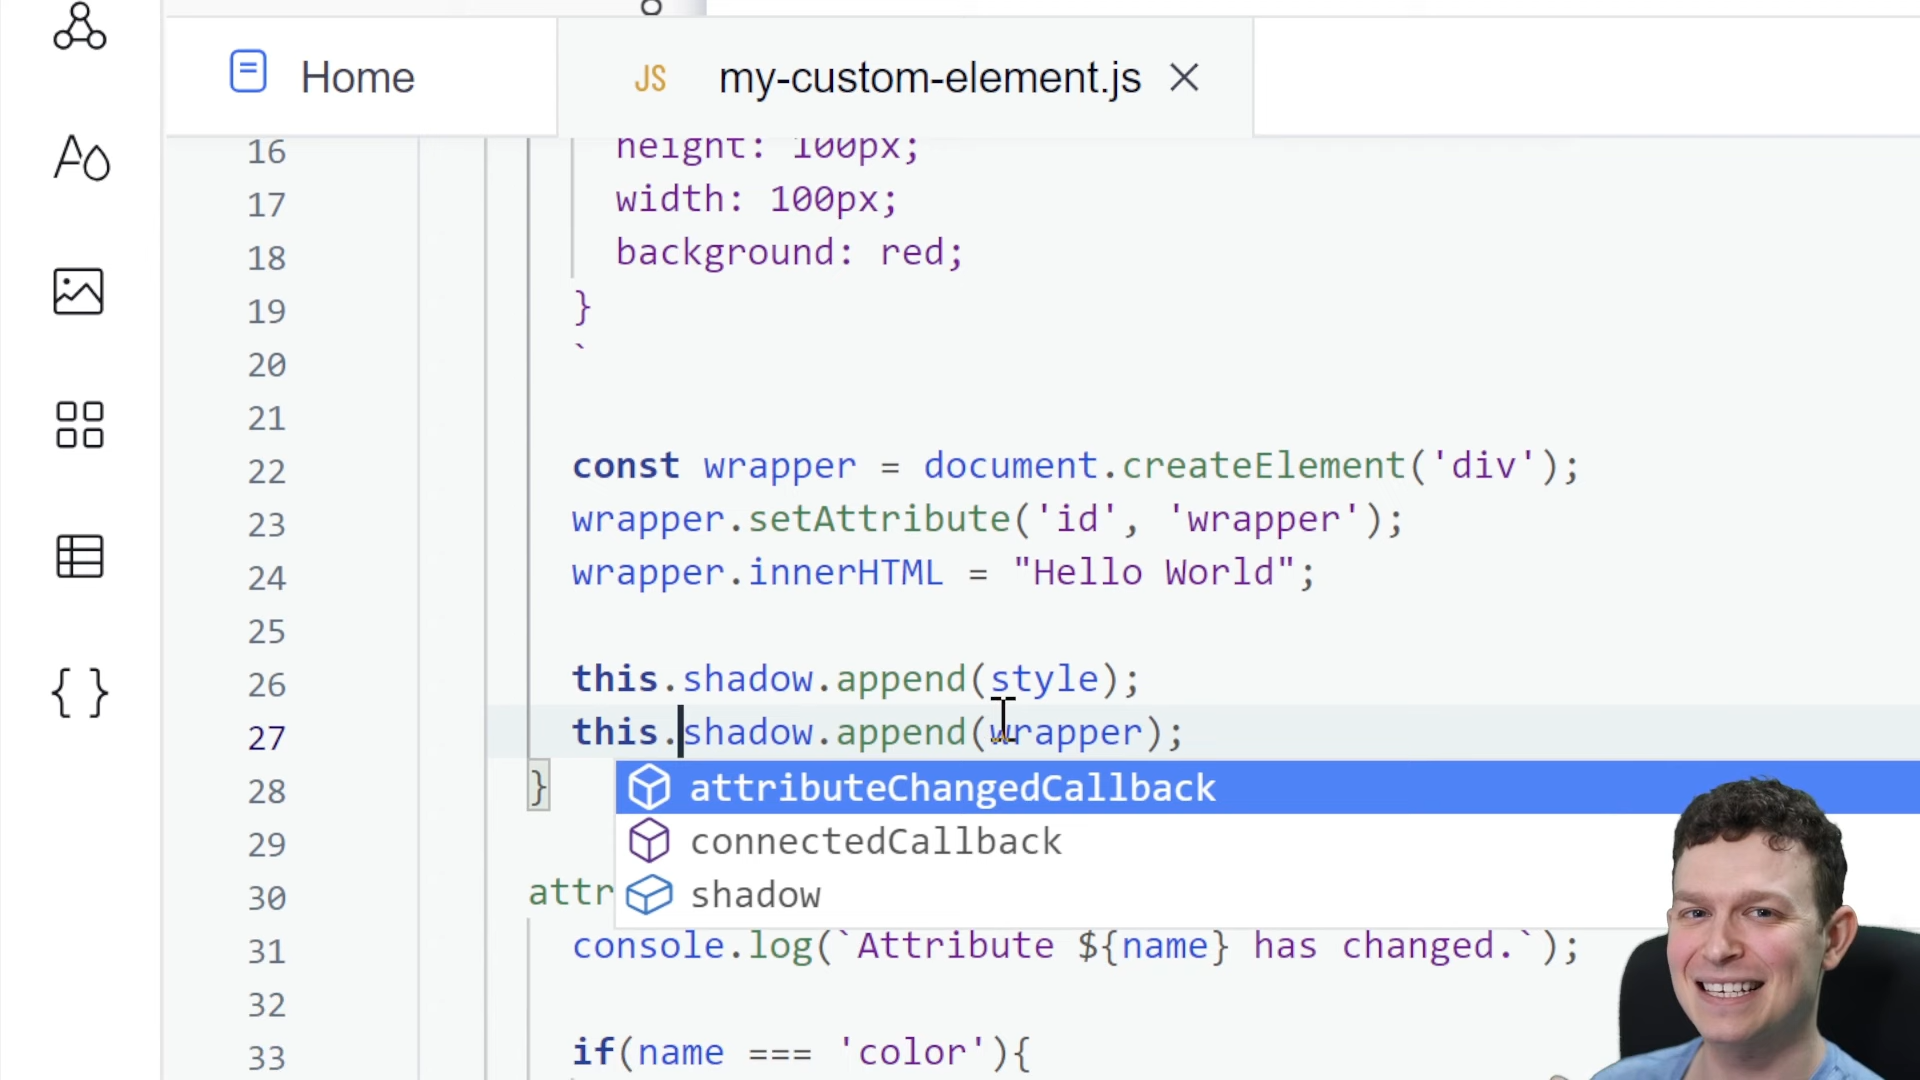 Home
JS my-custom-element.js
16 height: 100px;
17 width: 100px;
18 background: red;
19 }
20 `
21
22 const wrapper = document.createElement('div');
23 wrapper.setAttribute('id', 'wrapper');
24 wrapper.innerHTML = "Hello World";
25
26 this.shadow.append(style);
27 this.shadow.append(wrapper);
28 }
attributeChangedCallback
29
connectedCallback
30 attr
shadow
31 console.log(`Attribute ${name} has changed.`);
32
33 if(name === 'color'){